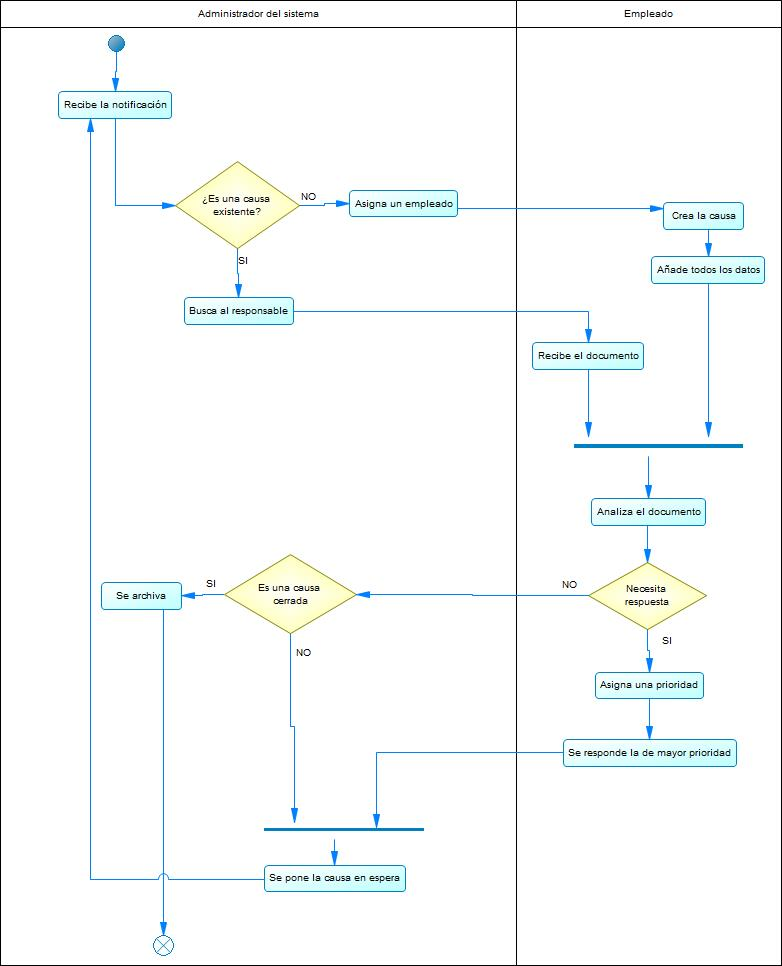 Administrador del sistema
Empleado
Recibe la notificación
¿Es una causa
existente?
NO
Asigna un empleado
Crea la causa
SI
Añade todos los datos
Busca al responsable
Recibe el documento
Analiza el documento
Necesita
respuesta
NO
SI
Es una causa
cerrada
SI
Se archiva
NO
Asigna una prioridad
Se responde la de mayor prioridad
Se pone la causa en espera